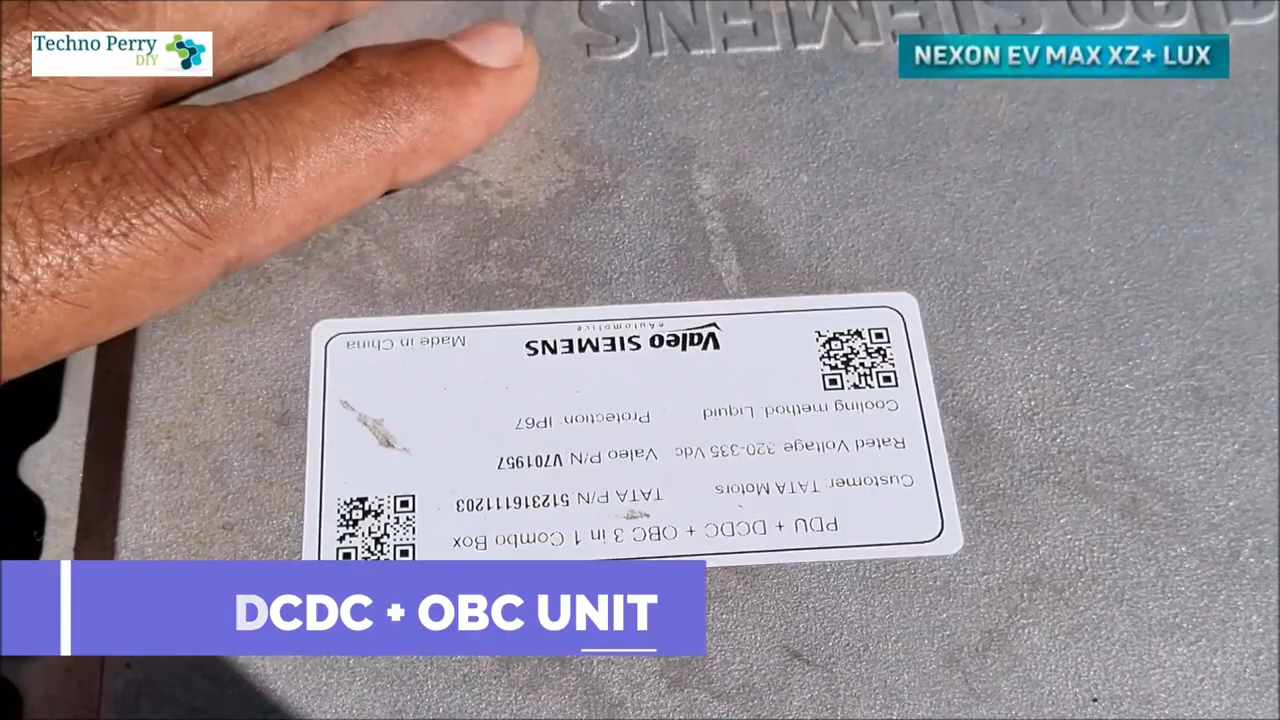 Techno Perry
DIY
NEXON EV MAX XZ+ LUX
SIEMENS
PDU + DCDC + OBC 3 in 1 Combo Box
Customer: TATA Motors TATA P/N 512316111203
Rated Voltage: 320-335 Vdc Valeo P/N V701957
Cooling method: Liquid Protection: IP67
Valeo SIEMENS
eAutomotive
Made in China
DCDC + OBC UNIT